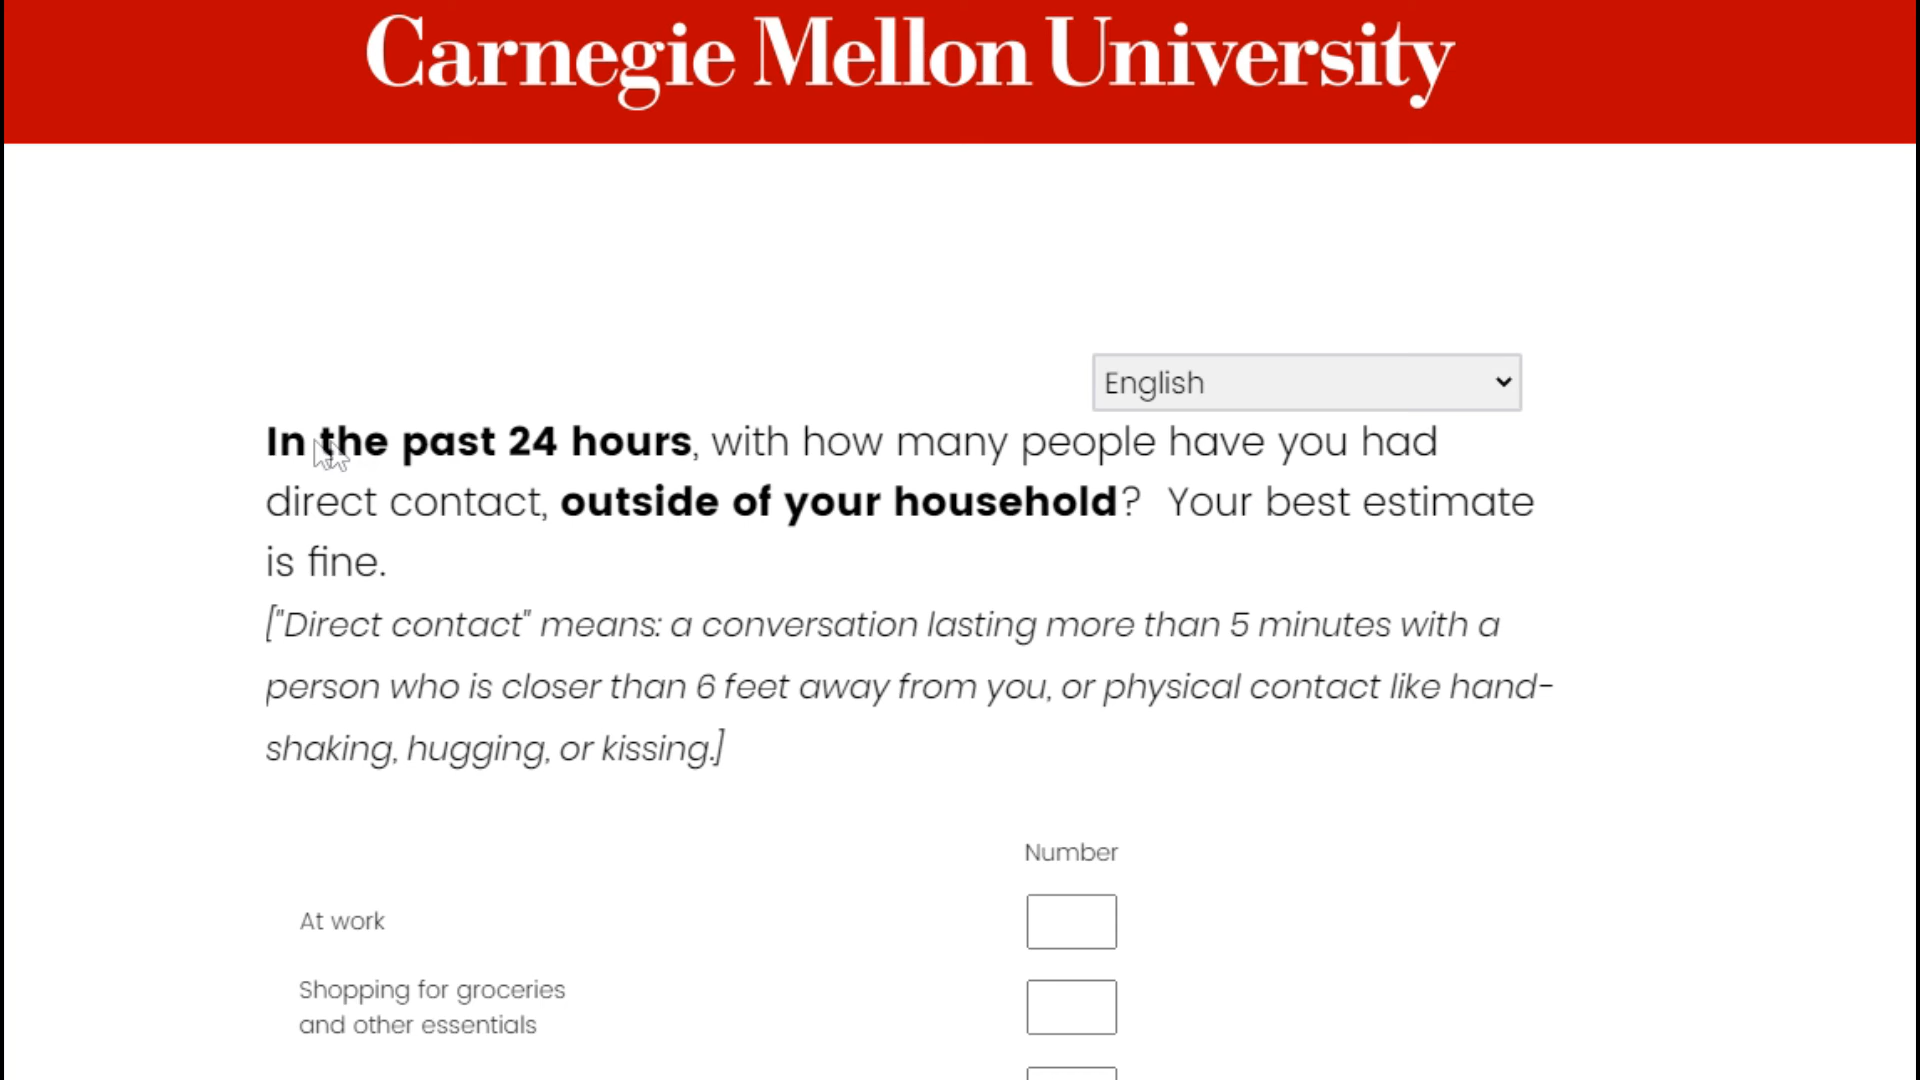 Carnegie Mellon University
English
In the past 24 hours, with how many people have you had
direct contact, outside of your household? Your best estimate
is fine.
["Direct contact" means: a conversation lasting more than 5 minutes with a
person who is closer than 6 feet away from you, or physical contact like hand-
shaking, hugging, or kissing.]
Number
At work
Shopping for groceries
and other essentials